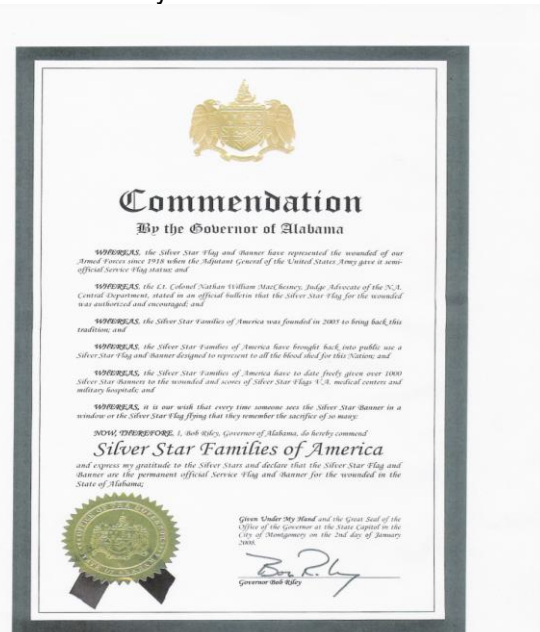 Commendation
By the Governor of Alabama
WHEREAS, the Silver Star Flag and Banner have represented the wounded of our
Armed Forces since 1918 when the Adjutant General of the United States Army gave it semi-
official Service Flag status; and
WHEREAS, the Lt. Colonel Nathan William MacChesney, Judge Advocate of the N.A.
Central Department, stated in an official bulletin that the Silver Star Flag for the wounded
was authorized and encouraged; and
WHEREAS, the Silver Star Families of America was founded in 2005 to bring back this
tradition; and
WHEREAS, the Silver Star Families of America have brought back into public use a
Silver Star Flag and Banner designed to represent to all the blood shed for this Nation; and
WHEREAS, the Silver Star Families of America have to date freely given over 1000
Silver Star Banners to the wounded and scores of Silver Star Flags V.A. medical centers and
military hospitals; and
WHEREAS, it is our wish that every time someone sees the Silver Star Banner in a
window or the Silver Star Flag flying that they remember the sacrifice of so many:
NOW, THEREFORE, I, Bob Riley, Governor of Alabama, do hereby commend
Silver Star Families of America
and express my gratitude to the Silver Stars and declare that the Silver Star Flag and
Banner are the permanent official Service Flag and Banner for the wounded in the
State of Alabama;
Given Under My Hand and the Great Seal of the
Office of the Governor at the State Capitol in the
City of Montgomery on the 2nd day of January
2008.
Bob Riley
Governor Bob Riley